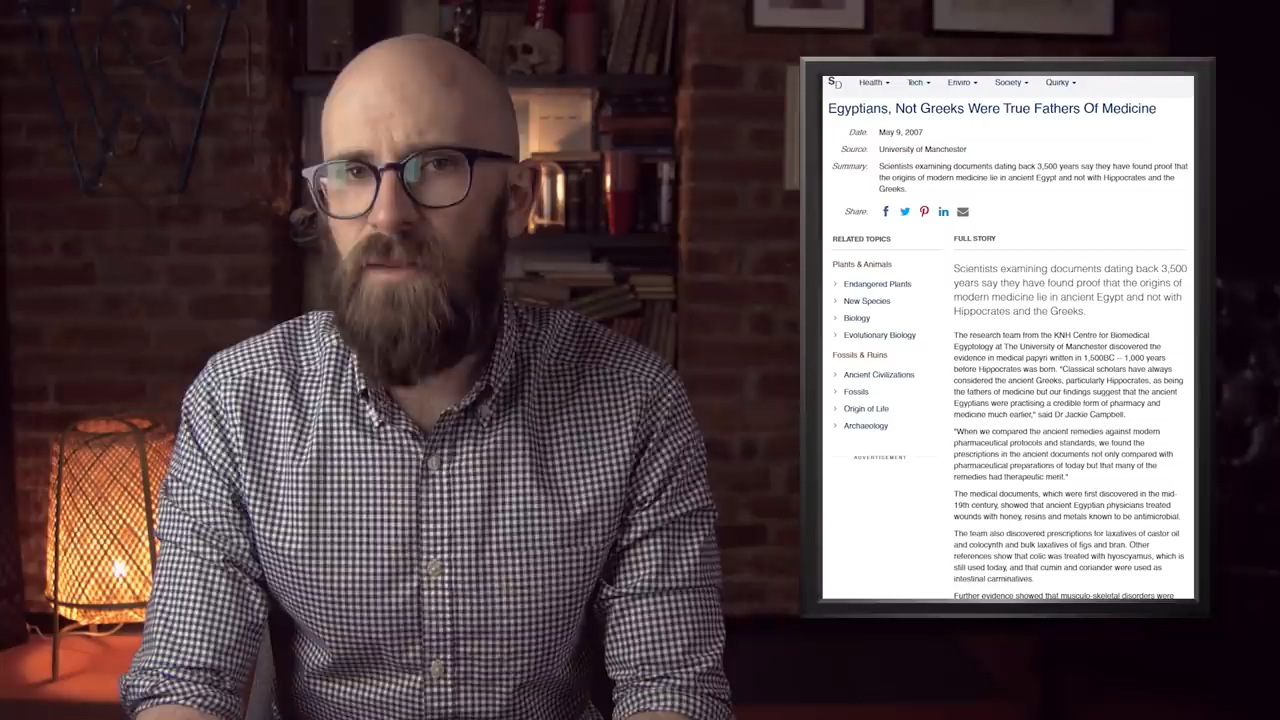 SD Health Tech Enviro Society Quirky
Egyptians, Not Greeks Were True Fathers Of Medicine
Date: May 9, 2007
Source: University of Manchester
Summary: Scientists examining documents dating back 3,500 years say they have found proof that
the origins of modern medicine lie in ancient Egypt and not with Hippocrates and the
Greeks.
Share:
RELATED TOPICS
Plants & Animals
Endangered Plants
New Species
Biology
Evolutionary Biology
Fossils & Ruins
Ancient Civilizations
Fossils
Origin of Life
Archaeology
ADVERTISEMENT
FULL STORY
Scientists examining documents dating back 3,500
years say they have found proof that the origins of
modern medicine lie in ancient Egypt and not with
Hippocrates and the Greeks.
The research team from the KNH Centre for Biomedical
Egyptology at The University of Manchester discovered the
evidence in medical papyri written in 1,500BC -- 1,000 years
before Hippocrates was born. "Classical scholars have always
considered the ancient Greeks, particularly Hippocrates, as being
the fathers of medicine but our findings suggest that the ancient
Egyptians were practising a credible form of pharmacy and
medicine much earlier," said Dr Jackie Campbell.
"When we compared the ancient remedies against modern
pharmaceutical protocols and standards, we found the
prescriptions in the ancient documents not only compared with
pharmaceutical preparations of today but that many of the
remedies had therapeutic merit."
The medical documents, which were first discovered in the mid-
19th century, showed that ancient Egyptian physicians treated
wounds with honey, resins and metals known to be antimicrobial.
The team also discovered prescriptions for laxatives of castor oil
and colocynth and bulk laxatives of figs and bran. Other
references show that colic was treated with hyoscyamus, which is
still used today, and that cumin and coriander were used as
intestinal carminatives.
Further evidence showed that musculo-skeletal disorders were